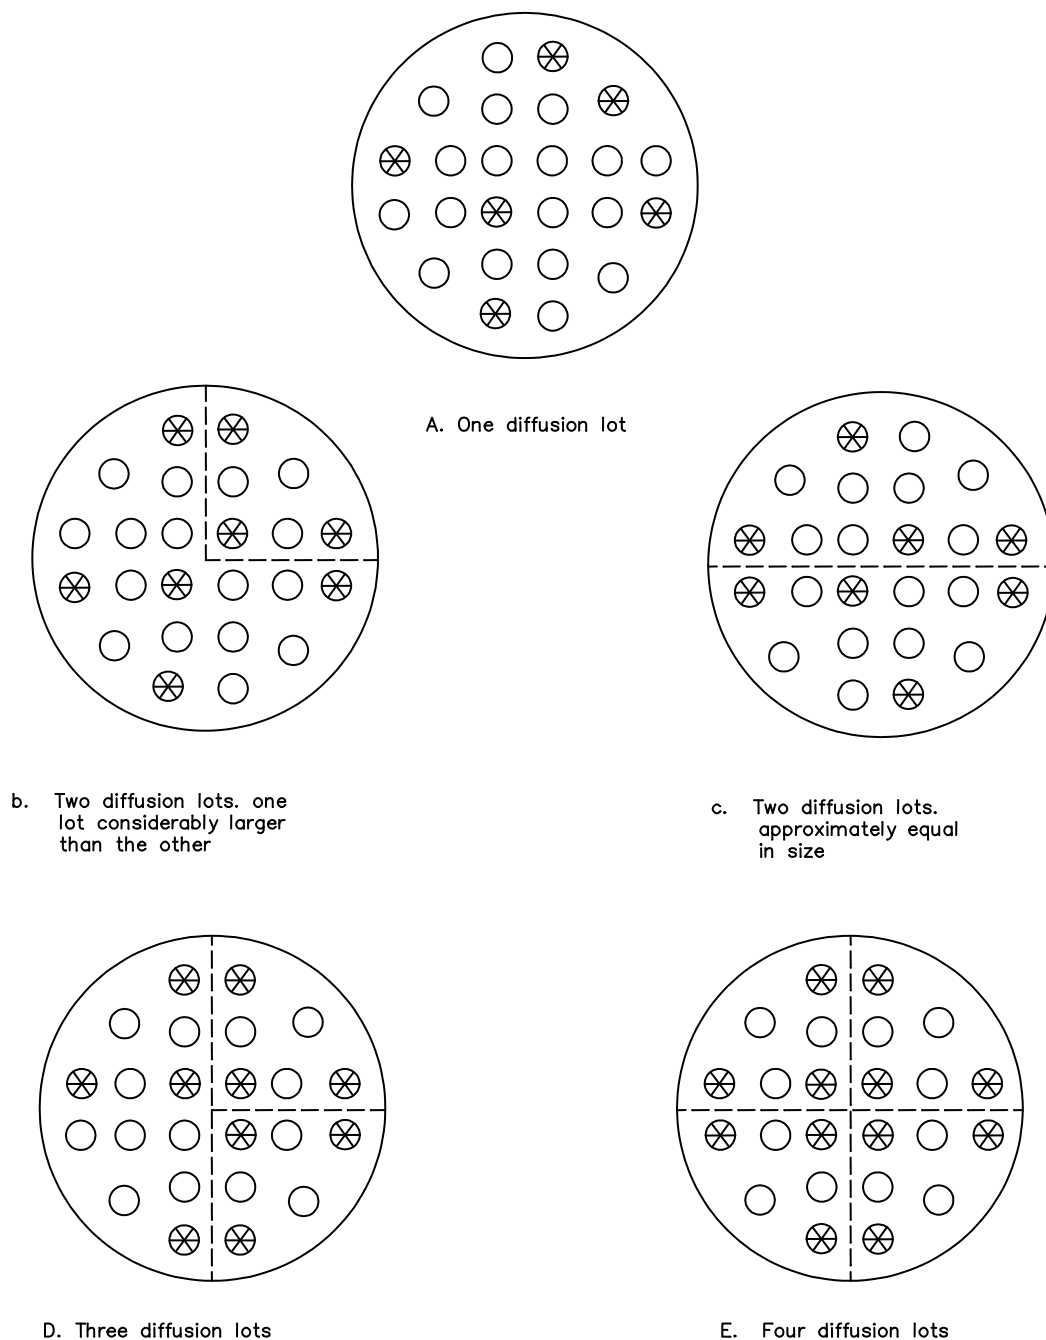 A. One diffusion lot
b. Two diffusion lots. one
lot considerably larger
than the other
c. Two diffusion lots.
approximately equal
in size
D. Three diffusion lots
E. Four diffusion lots